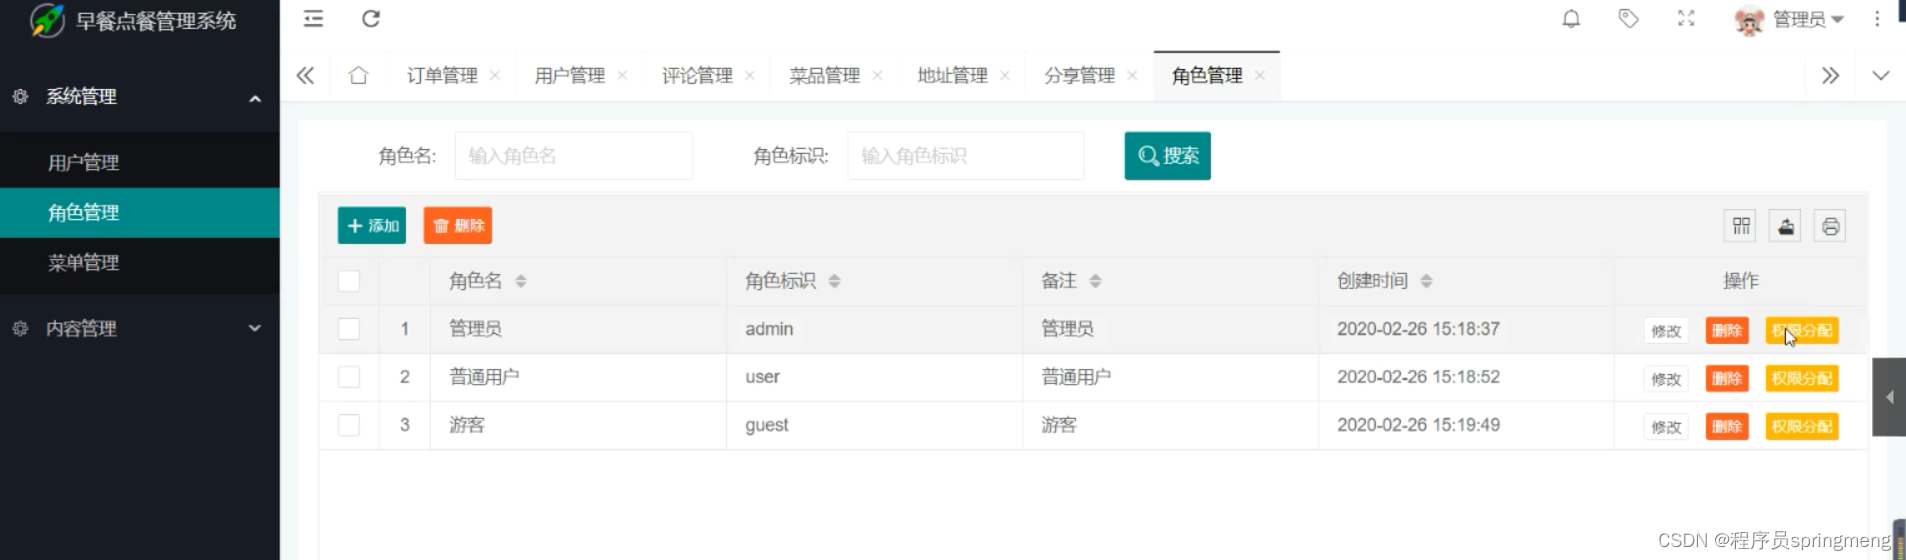 早餐点餐管理系统
管理员
系统管理
用户管理
角色管理
菜单管理
内容管理
订单管理 用户管理 评论管理 菜品管理 地址管理 分享管理 角色管理
角色名: 输入角色名 角色标识: 输入角色标识 搜索
添加 删除
角色名 角色标识 备注 创建时间 操作
1 管理员 admin 管理员 2020-02-26 15:18:37 修改 删除 权限分配
2 普通用户 user 普通用户 2020-02-26 15:18:52 修改 删除 权限分配
3 游客 guest 游客 2020-02-26 15:19:49 修改 删除 权限分配
CSDN @程序员springmeng